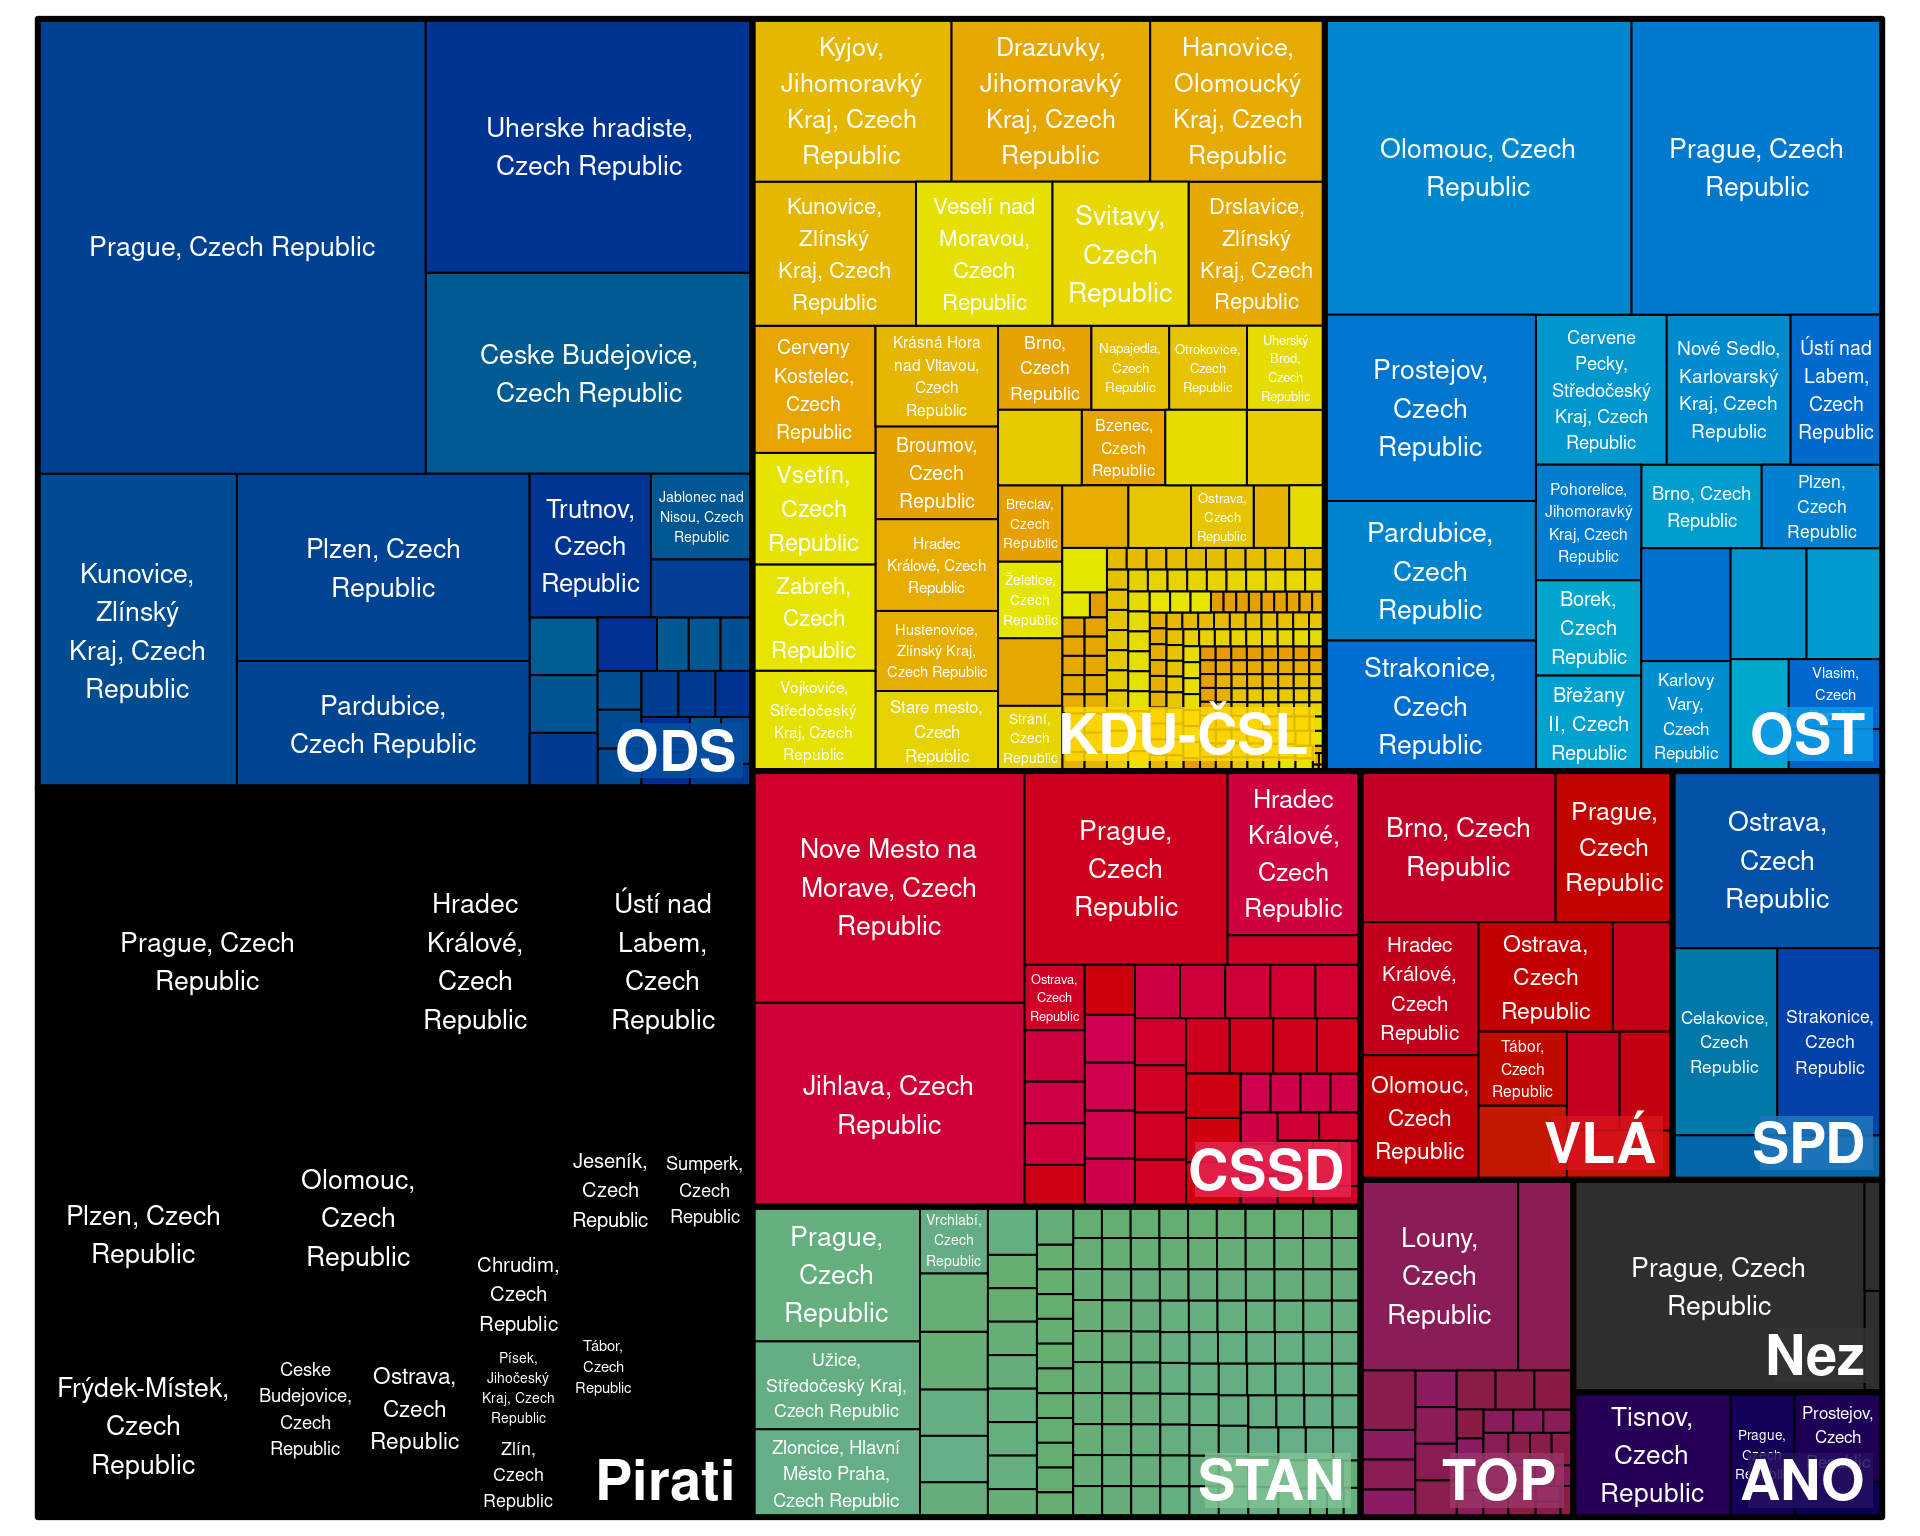 Prague, Czech Republic
Uherske hradiste,
Czech Republic
Ceske Budejovice,
Czech Republic
Kunovice,
Zlínský
Kraj, Czech
Republic
Plzen, Czech
Republic
Pardubice,
Czech Republic
Trutnov,
Czech
Republic
Jablonec nad
Nisou, Czech
Republic
ODS
Kyjov,
Jihomoravký
Kraj, Czech
Republic
Drazuvky,
Jihomoravký
Kraj, Czech
Republic
Hanovice,
Olomoucký
Kraj, Czech
Republic
Kunovice,
Zlínský
Kraj, Czech
Republic
Veselí nad
Moravou,
Czech
Republic
Svitavy,
Czech
Republic
Drslavice,
Zlínský
Kraj, Czech
Republic
Cerveny
Kostelec,
Czech
Republic
Vsetín,
Czech
Republic
Zabreh,
Czech
Republic
Vojkoviće,
Středočeský
Kraj, Czech
Republic
Krásná Hora
nad Vltavou,
Czech
Republic
Broumov,
Czech
Republic
Hradec
Králové, Czech
Republic
Hustenovice,
Zlínský Kraj,
Czech Republic
Stare mesto,
Czech
Republic
Brno,
Czech
Republic
Napajedla,
Czech
Republic
Otrokovice,
Czech
Republic
Uherský
Brod,
Czech
Republic
Bzenec,
Czech
Republic
Breclav,
Czech
Republic
Ostrava,
Czech
Republic
Želetice,
Czech
Republic
Strání,
Czech
Republic
KDU-ČSL
Olomouc, Czech
Republic
Prague, Czech
Republic
Prostejov,
Czech
Republic
Pardubice,
Czech
Republic
Strakonice,
Czech
Republic
Cervene
Pecky,
Středočeský
Kraj, Czech
Republic
Nové Sedlo,
Karlovarský
Kraj, Czech
Republic
Ústí nad
Labem,
Czech
Republic
Pohorelice,
Jihomoravký
Kraj, Czech
Republic
Brno, Czech
Republic
Plzen,
Czech
Republic
Borek,
Czech
Republic
Břežany
II, Czech
Republic
Karlovy
Vary,
Czech
Republic
Vlasim,
Czech
OST
Prague, Czech
Republic
Hradec
Králové,
Czech
Republic
Ústí nad
Labem,
Czech
Republic
Plzen, Czech
Republic
Olomouc,
Czech
Republic
Jeseník,
Czech
Republic
Sumperk,
Czech
Republic
Chrudim,
Czech
Republic
Frýdek-Místek,
Czech
Republic
Ceske
Budejovice,
Czech
Republic
Ostrava,
Czech
Republic
Písek,
Jihočeský
Kraj, Czech
Republic
Tábor,
Czech
Republic
Zlín,
Czech
Republic
Pirati
Nove Mesto na
Morave, Czech
Republic
Jihlava, Czech
Republic
Prague,
Czech
Republic
Hradec
Králové,
Czech
Republic
Ostrava,
Czech
Republic
CSSD
Brno, Czech
Republic
Prague,
Czech
Republic
Hradec
Králové,
Czech
Republic
Ostrava,
Czech
Republic
Olomouc,
Czech
Republic
Tábor,
Czech
Republic
VLÁ
Ostrava,
Czech
Republic
Celakovice,
Czech
Republic
Strakonice,
Czech
Republic
SPD
Prague,
Czech
Republic
Užice,
Středočeský Kraj,
Czech Republic
Zloncice, Hlavní
Město Praha,
Czech Republic
Vrchlabí,
Czech
Republic
STAN
Louny,
Czech
Republic
TOP
Prague, Czech
Republic
Nez
Tisnov,
Czech
Republic
Prague,
Czech
Prostejov,
Czech
Republic
ANO